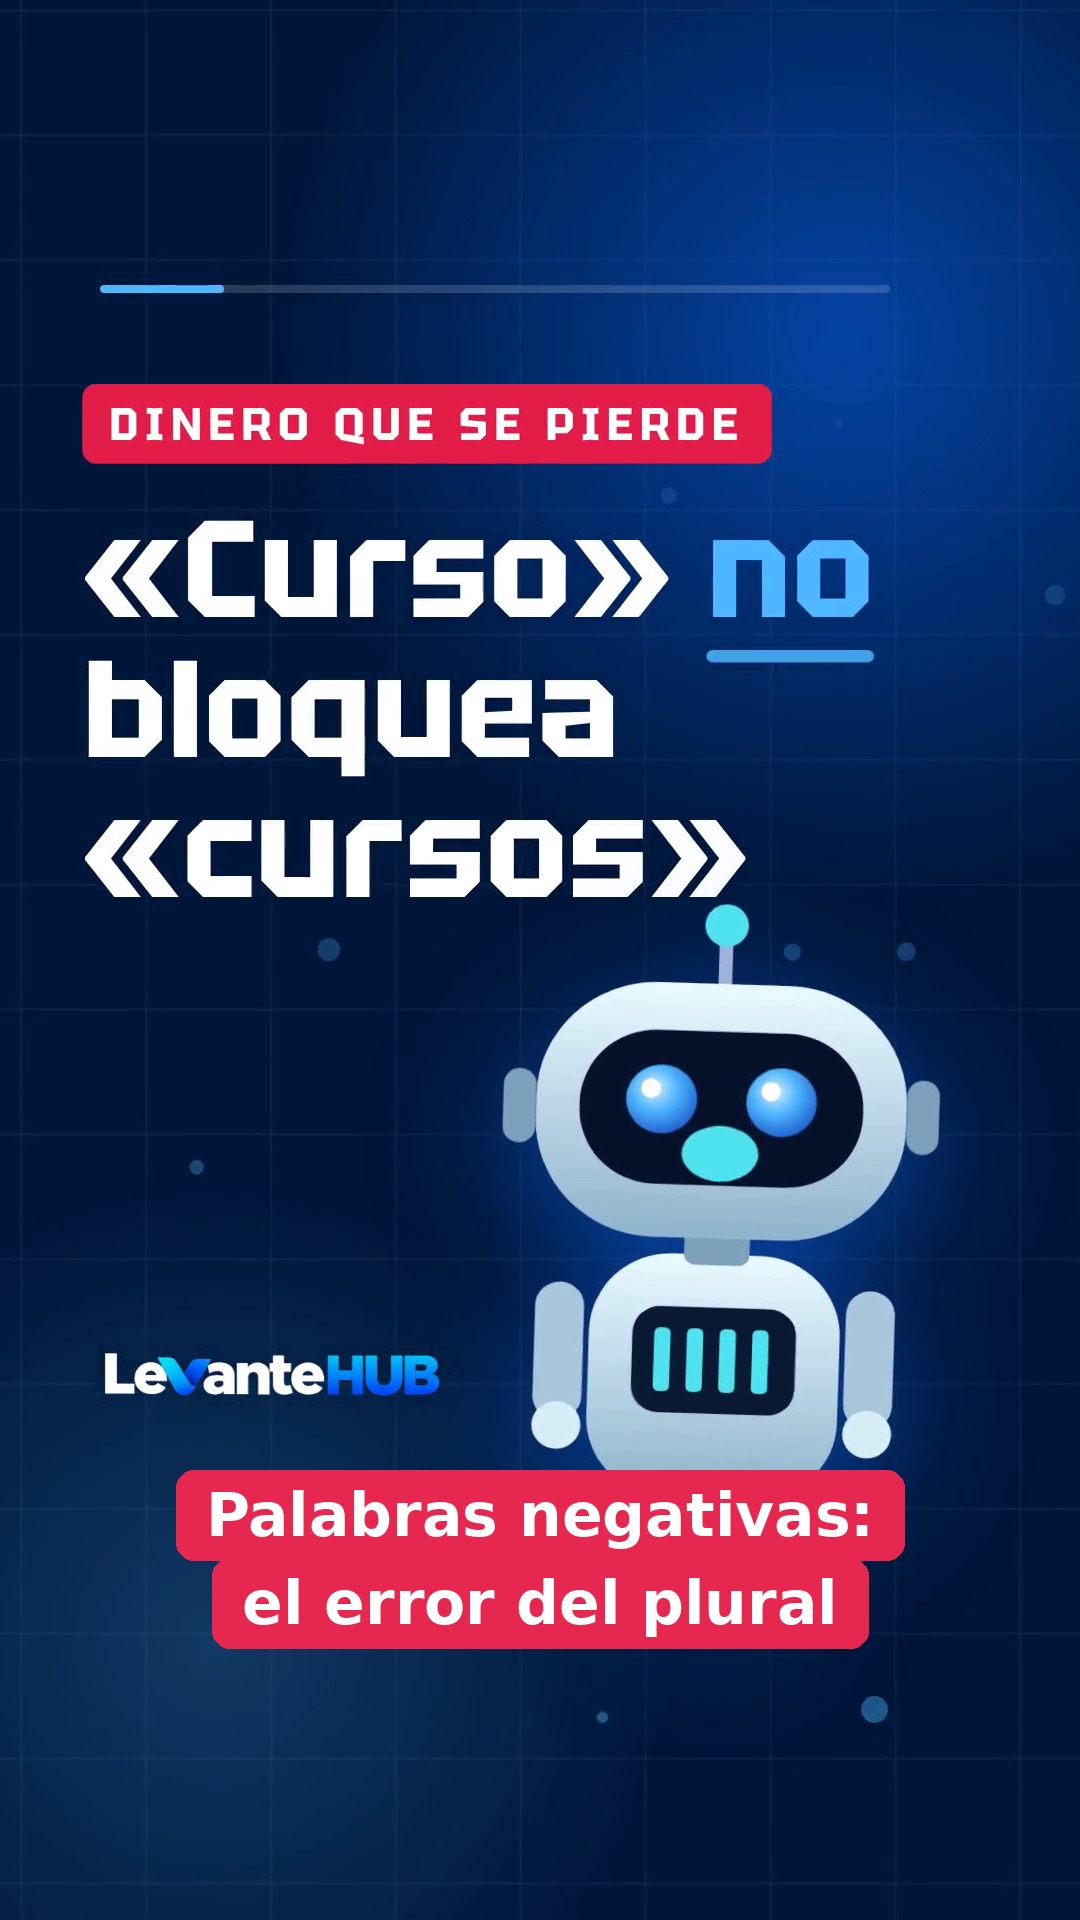 DINERO QUE SE PIERDE
«Curso» no
bloquea
«cursos»
LevanteHUB
Palabras negativas:
el error del plural